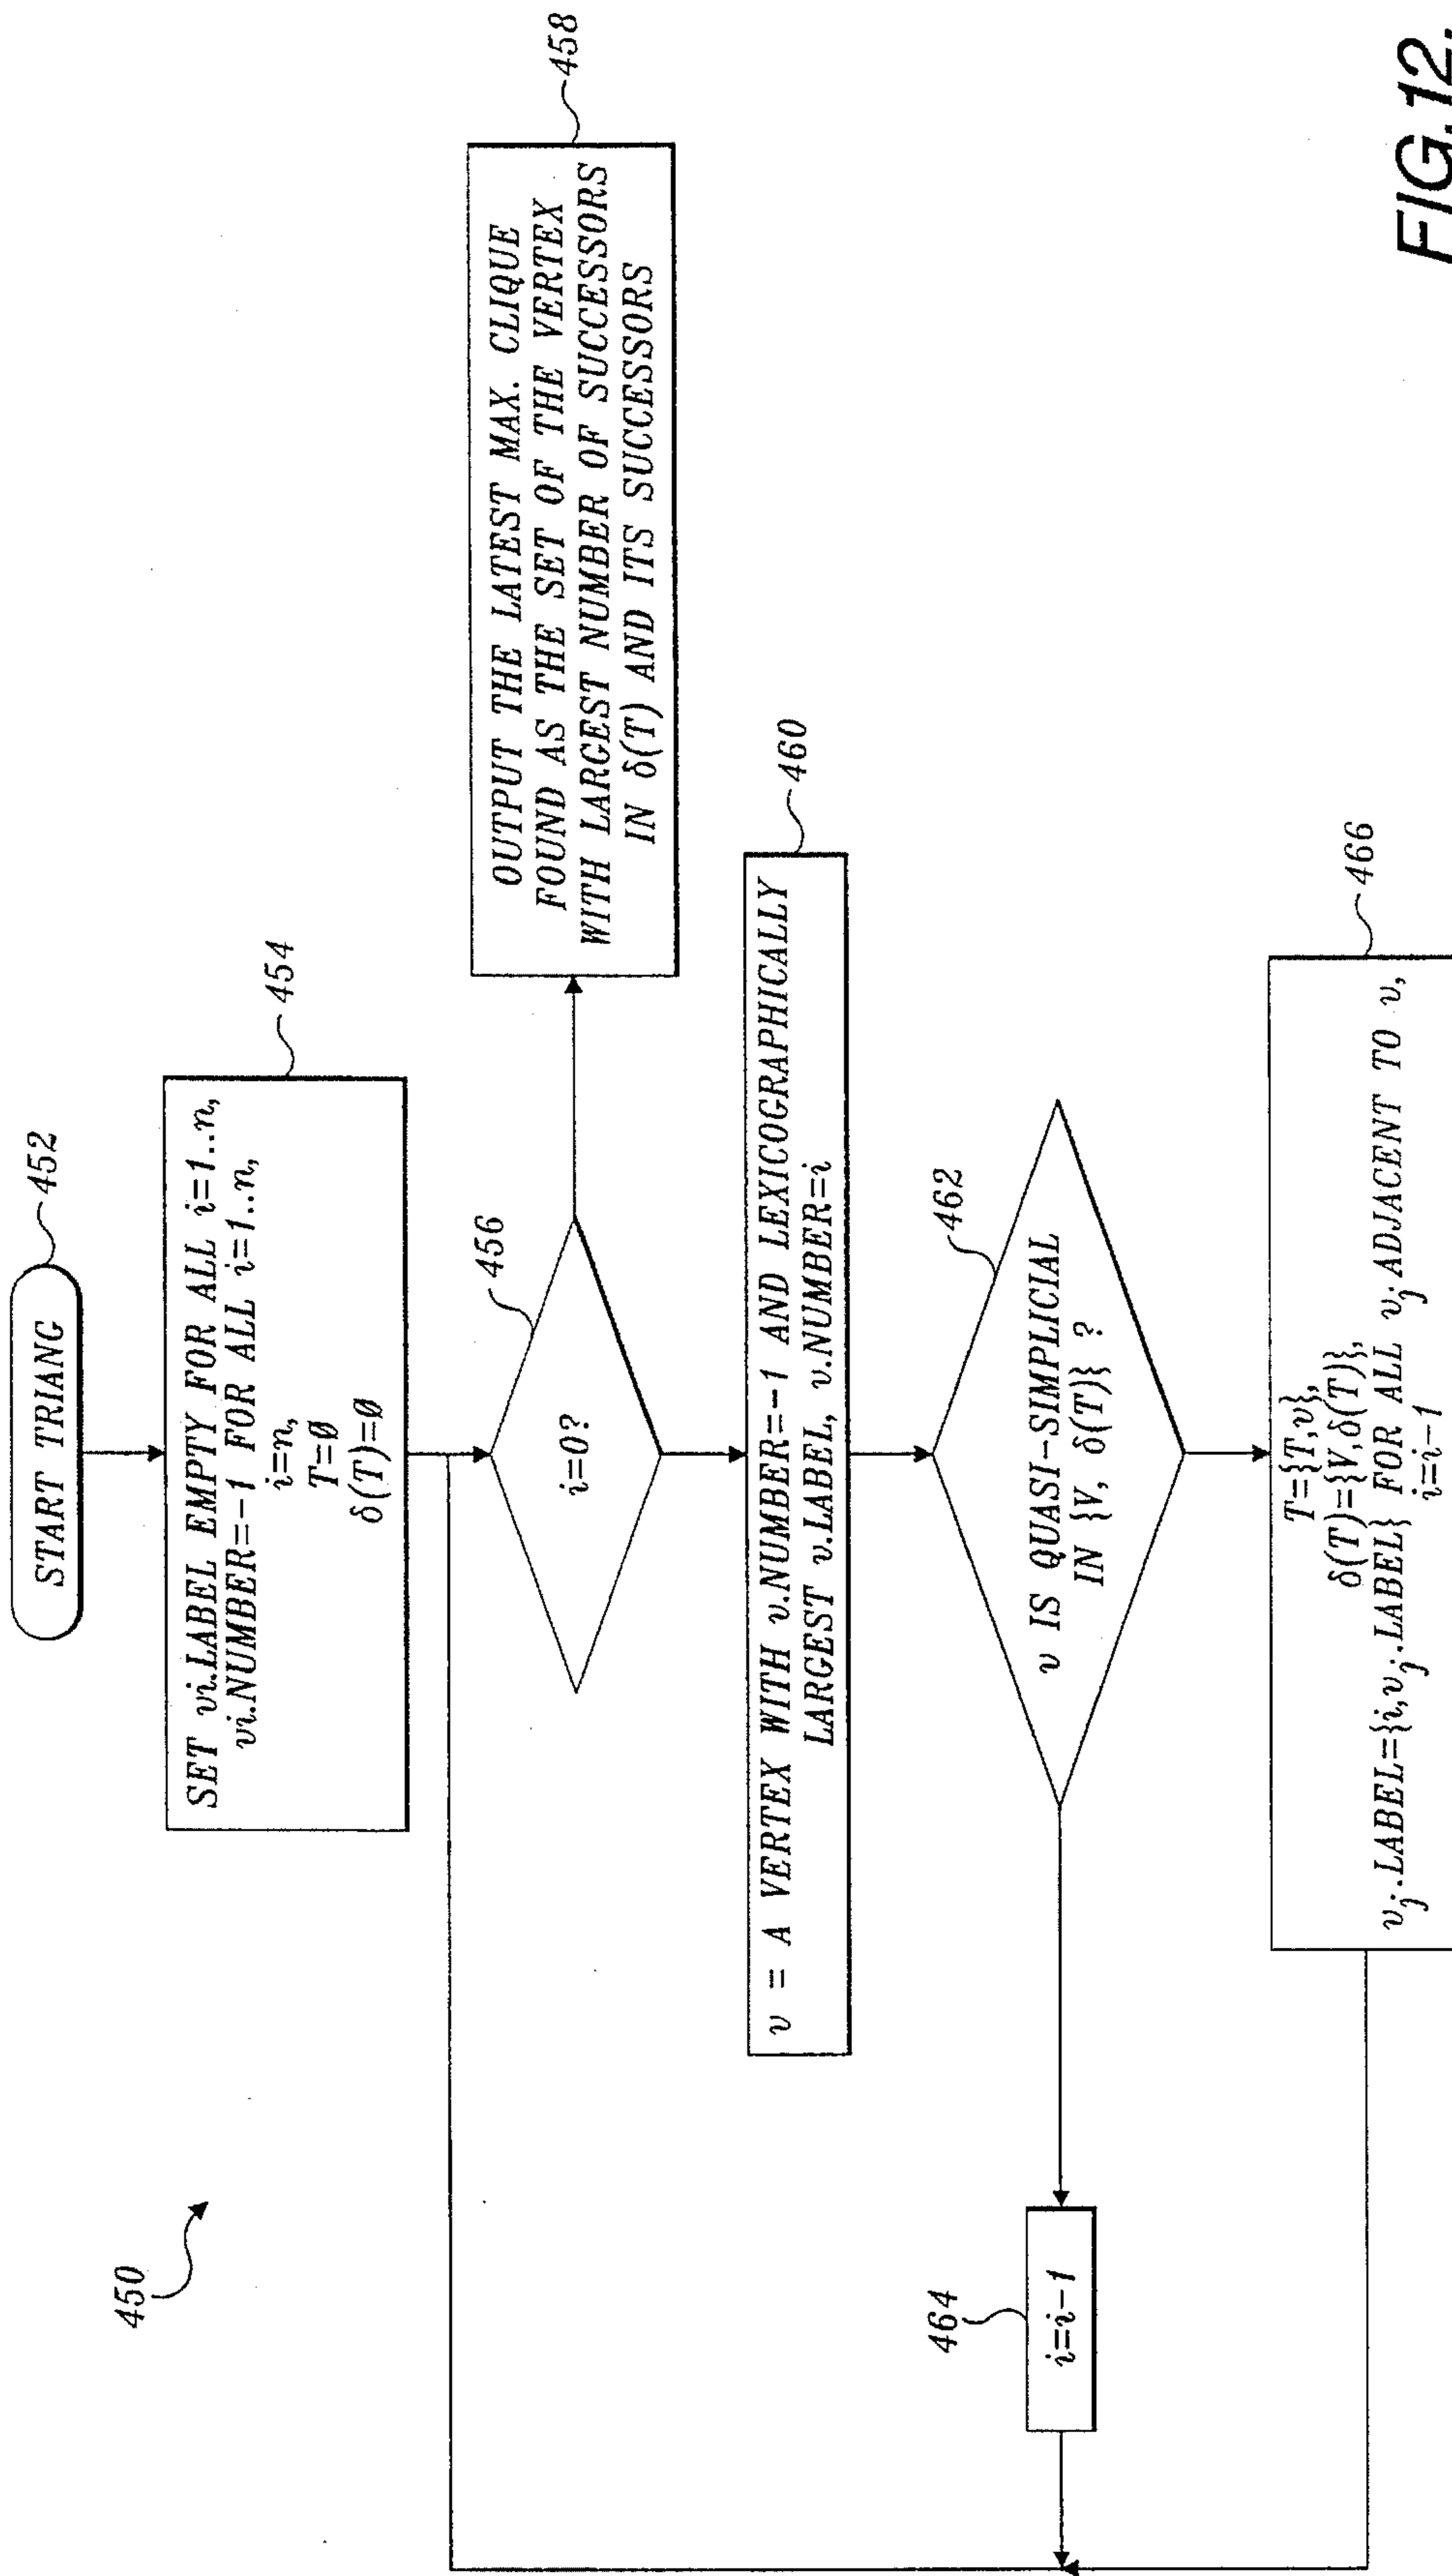 450
START TRIANG
452
SET vi.LABEL EMPTY FOR ALL i=1..n,
vi.NUMBER=-1 FOR ALL i=1..n,
i=n,
T=ø
δ(T)=ø
454
i=0?
456
OUTPUT THE LATEST MAX. CLIQUE
FOUND AS THE SET OF THE VERTEX
WITH LARGEST NUMBER OF SUCCESSORS
IN δ(T) AND ITS SUCCESSORS
458
v = A VERTEX WITH v.NUMBER=-1 AND LEXICOGRAPHICALLY
LARGEST v.LABEL, v.NUMBER=i
460
v IS QUASI-SIMPLICIAL
IN {V, δ(T)} ?
462
i=i-1
464
T={T,v},
δ(T)={V,δ(T)},
vj.LABEL={i,vj.LABEL} FOR ALL vj ADJACENT TO v,
i=i-1
466
FIG.12.